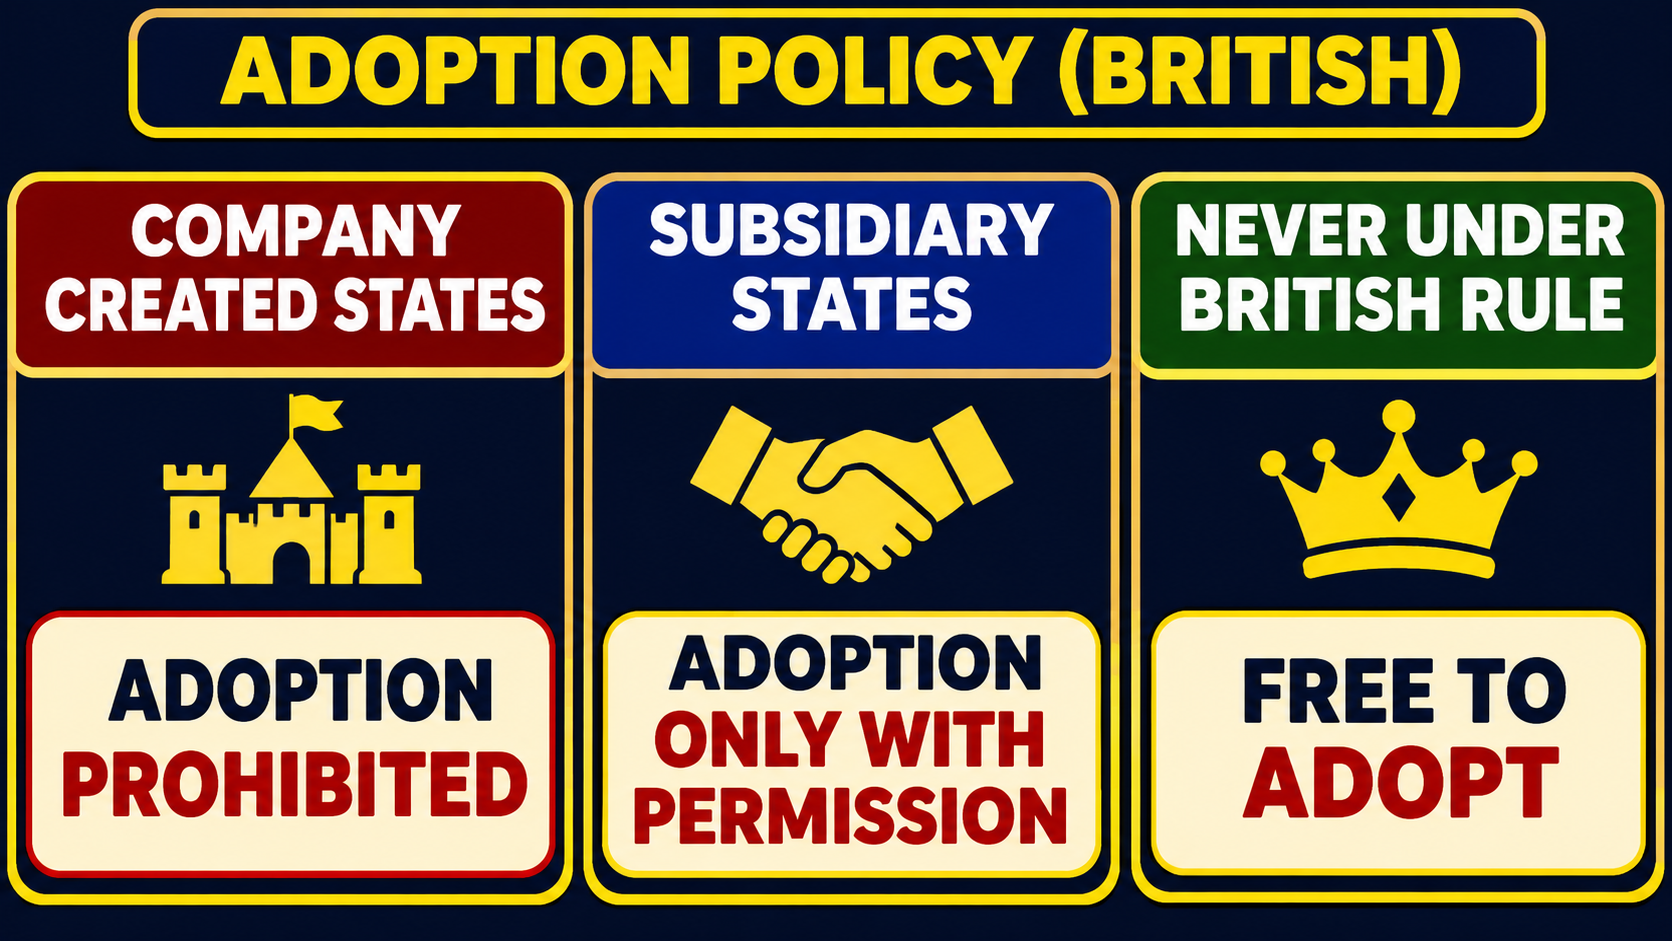 ADOPTION POLICY (BRITISH)
COMPANY
CREATED STATES
ADOPTION
PROHIBITED
SUBSIDIARY
STATES
ADOPTION
ONLY WITH
PERMISSION
NEVER UNDER
BRITISH RULE
FREE TO
ADOPT